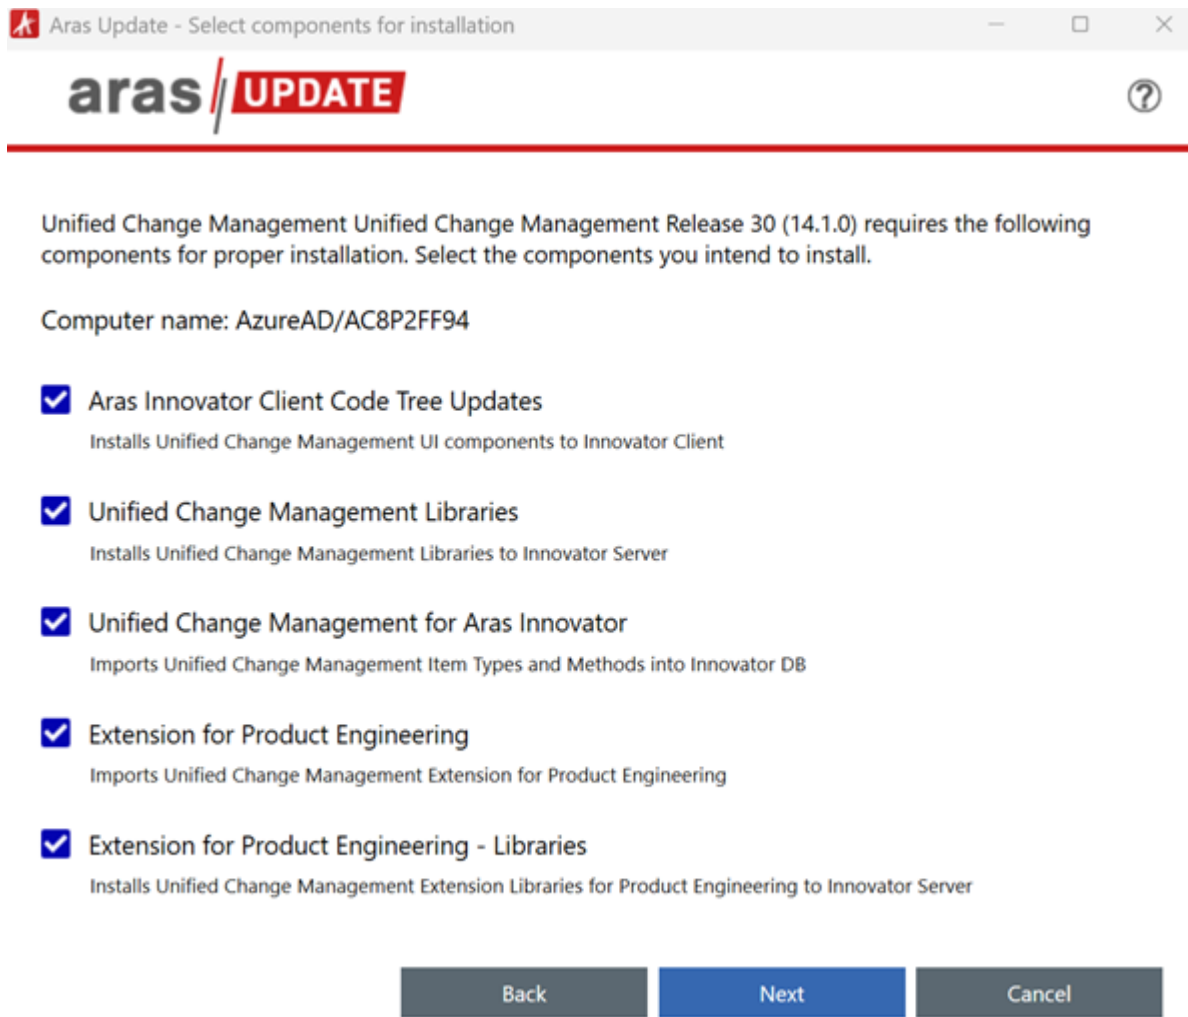 Aras Update - Select components for installation
aras UPDATE
?
Unified Change Management Unified Change Management Release 30 (14.1.0) requires the following
components for proper installation. Select the components you intend to install.
Computer name: AzureAD/AC8P2FF94
Aras Innovator Client Code Tree Updates
Installs Unified Change Management UI components to Innovator Client
Unified Change Management Libraries
Installs Unified Change Management Libraries to Innovator Server
Unified Change Management for Aras Innovator
Imports Unified Change Management Item Types and Methods into Innovator DB
Extension for Product Engineering
Imports Unified Change Management Extension for Product Engineering
Extension for Product Engineering - Libraries
Installs Unified Change Management Extension Libraries for Product Engineering to Innovator Server
Back Next Cancel